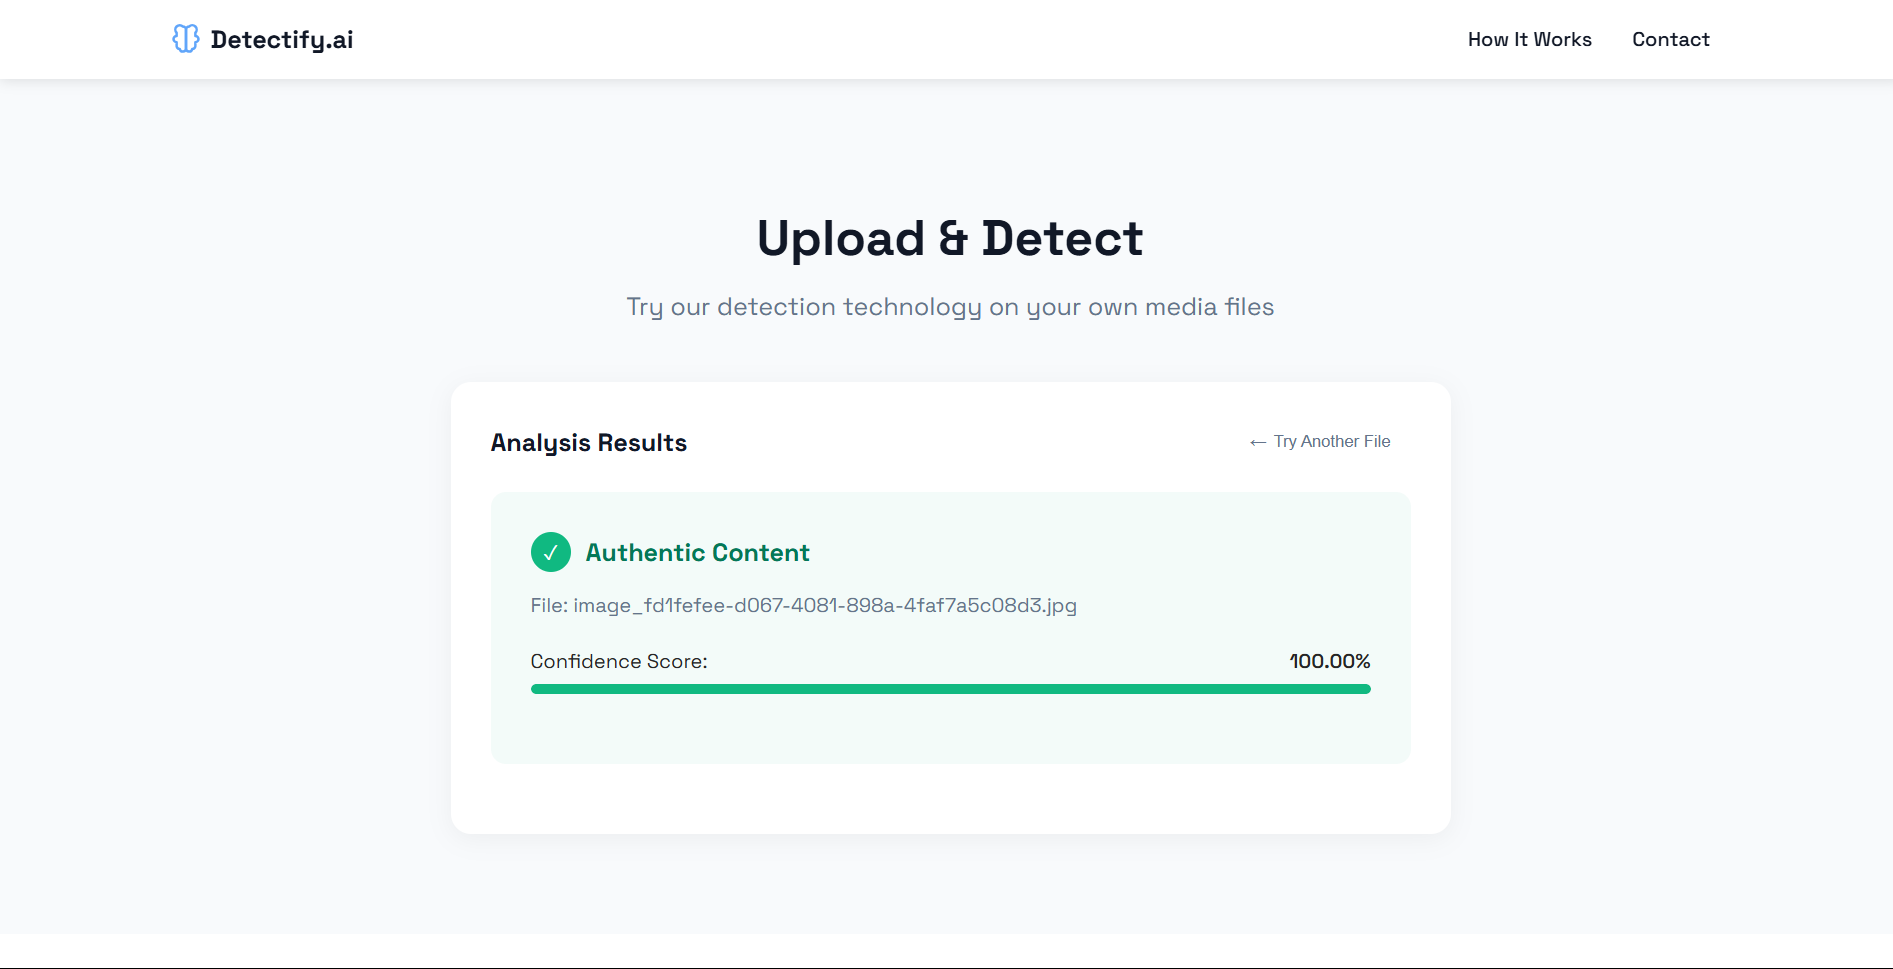 Detectify.ai
How It Works
Contact
Upload & Detect
Try our detection technology on your own media files
Analysis Results
← Try Another File
✓ Authentic Content
File: image_fd1fefee-d067-4081-898a-4faf7a5c08d3.jpg
Confidence Score: 100.00%